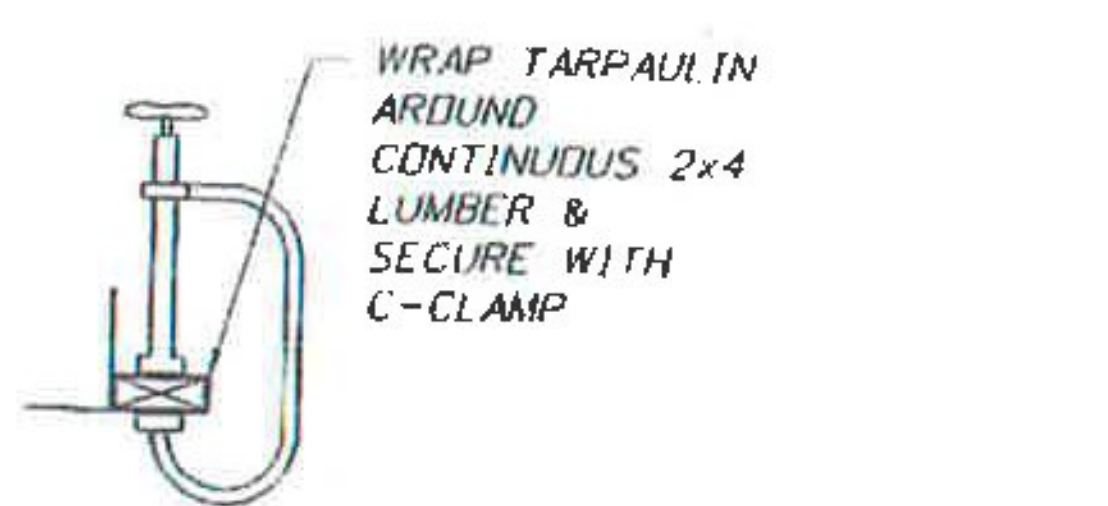 WRAP TARPAULIN
AROUND
CONTINUOUS 2x4
LUMBER &
SECURE WITH
C-CLAMP